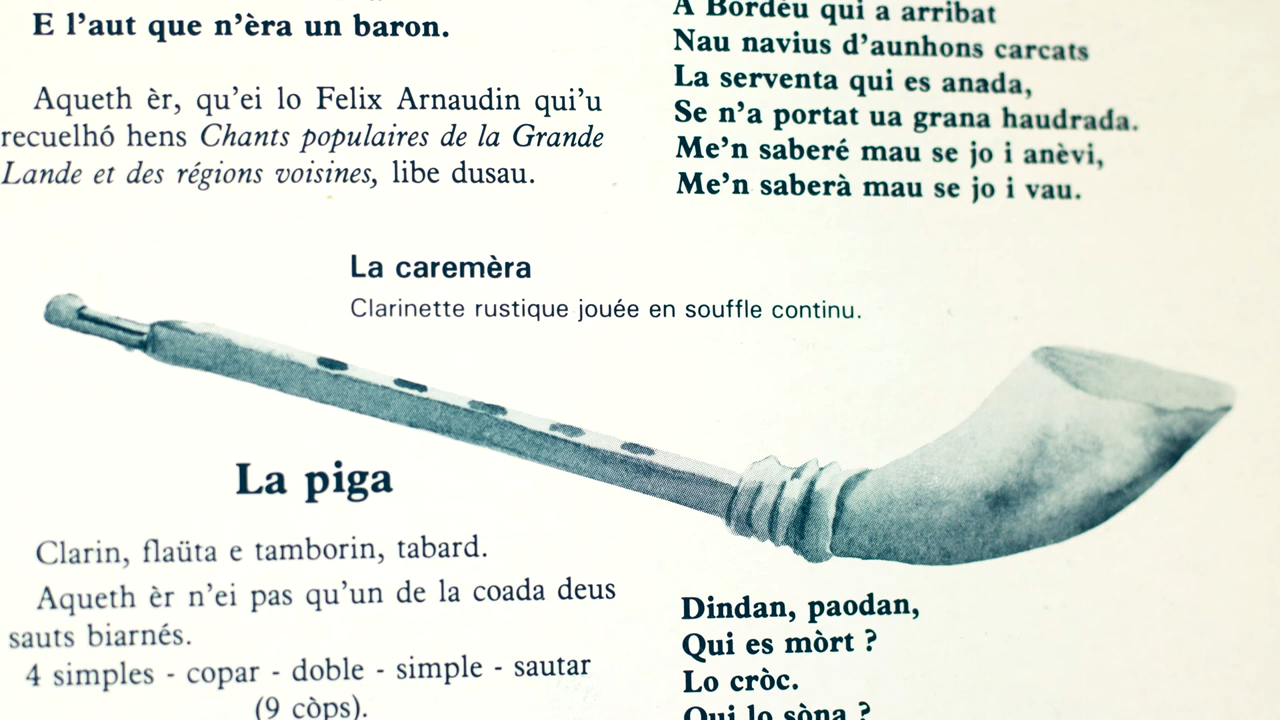 E l’aut que n’èra un baron.
Aqueth èr, qu’ei lo Felix Arnaudin qui’u
recuelhó hens Chants populaires de la Grande
Lande et des régions voisines, libe dusau.
A Bordèu qui a arribat
Nau navius d’aunhons carcats
La serventa qui es anada,
Se n’a portat ua grana haudrada.
Me’n saberé mau se jo i anèvi,
Me’n saberà mau se jo i vau.
La caremèra
Clarinette rustique jouée en souffle continu.
La piga
Clarin, flaüta e tamborin, tabard.
Aqueth èr n’ei pas qu’un de la coada deus
sauts biarnés.
4 simples - copar - doble - simple - sautar
(9 còps).
Dindan, paodan,
Qui es mòrt ?
Lo cròc.
Qui lo sòna ?